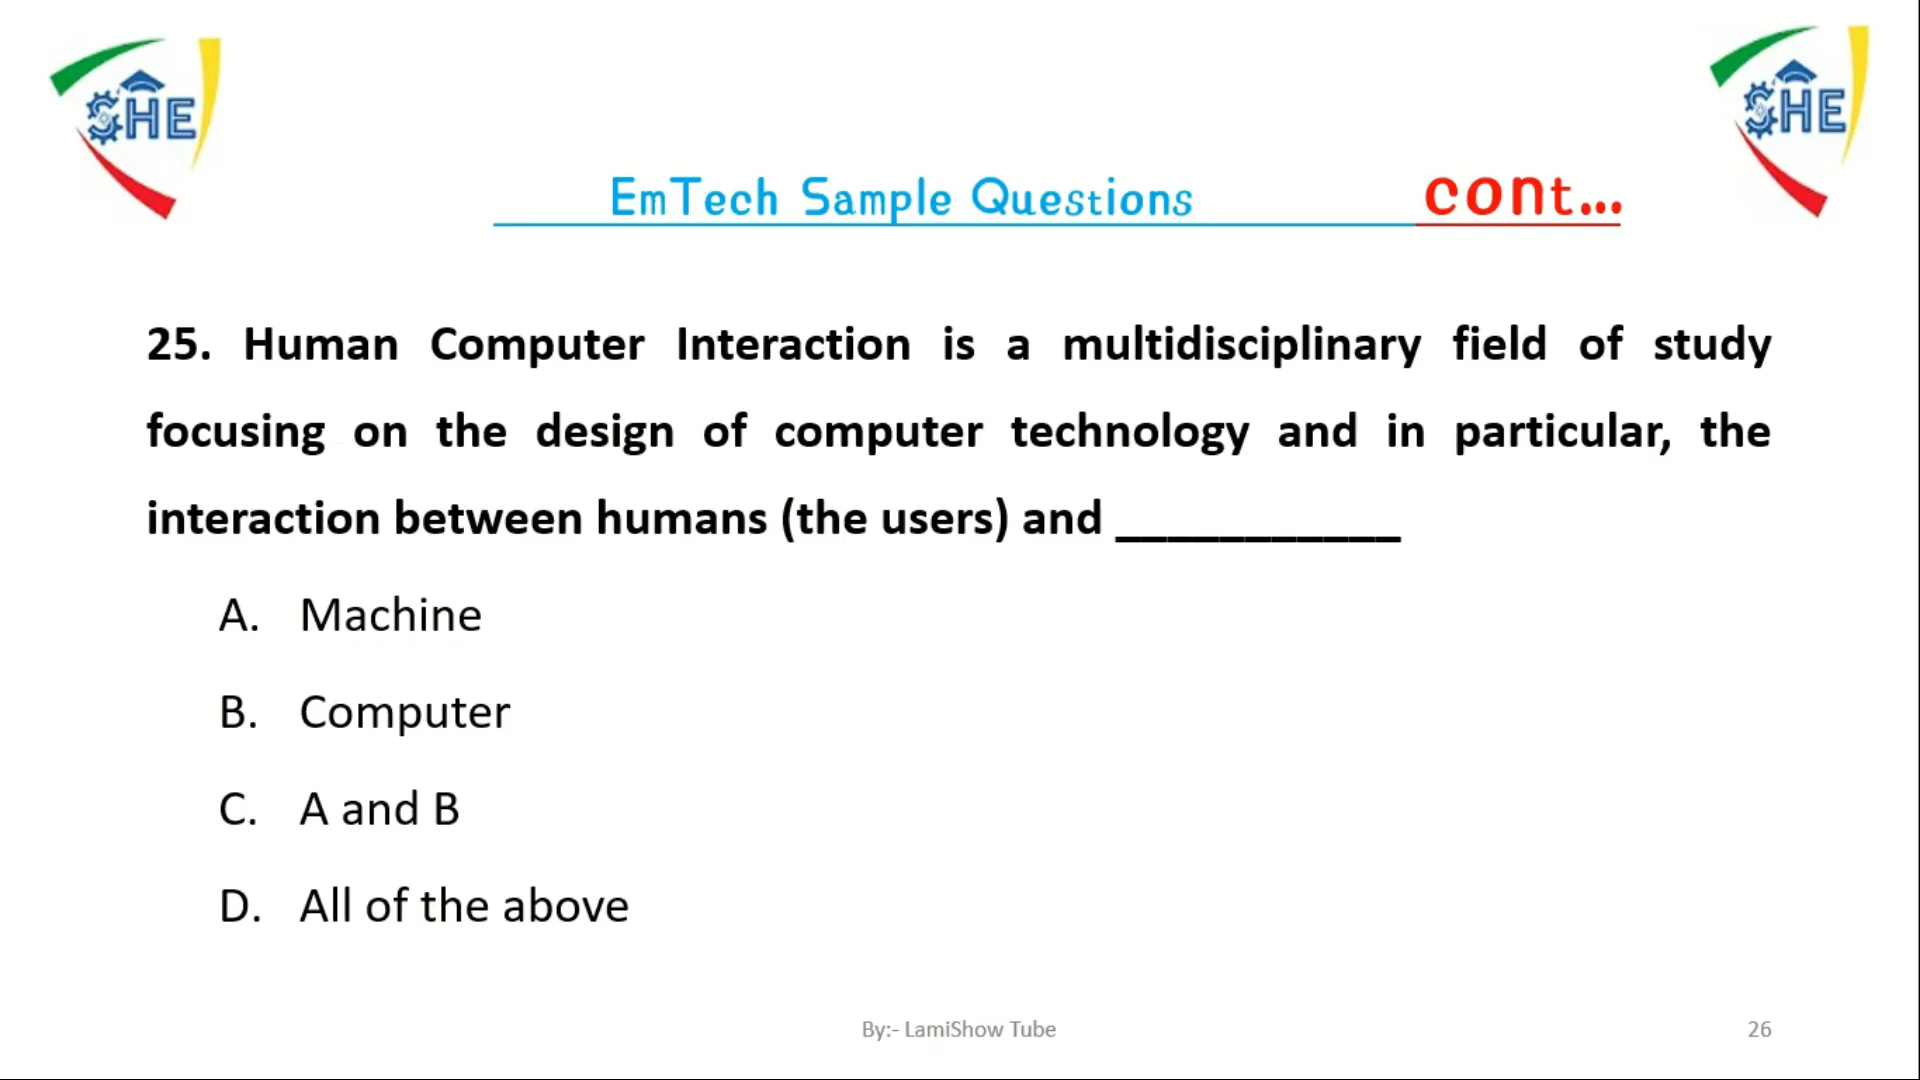 SHE
SHE
EmTech Sample Questions cont...
25. Human Computer Interaction is a multidisciplinary field of study
focusing on the design of computer technology and in particular, the
interaction between humans (the users) and ___________
A. Machine
B. Computer
C. A and B
D. All of the above
By:- LamiShow Tube
26